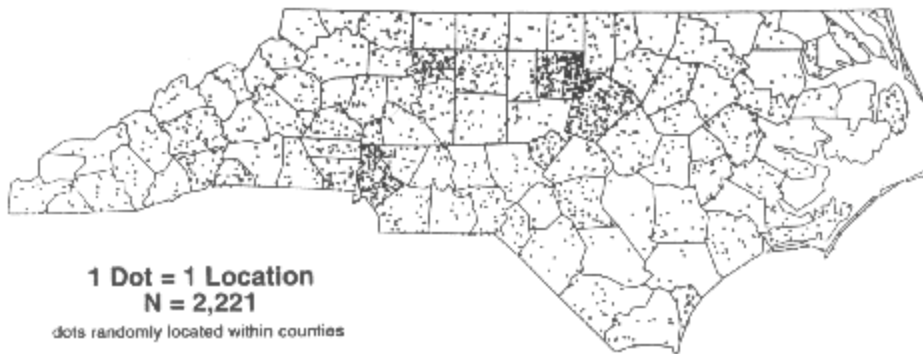 1 Dot = 1 Location
N = 2,221
dots randomly located within counties